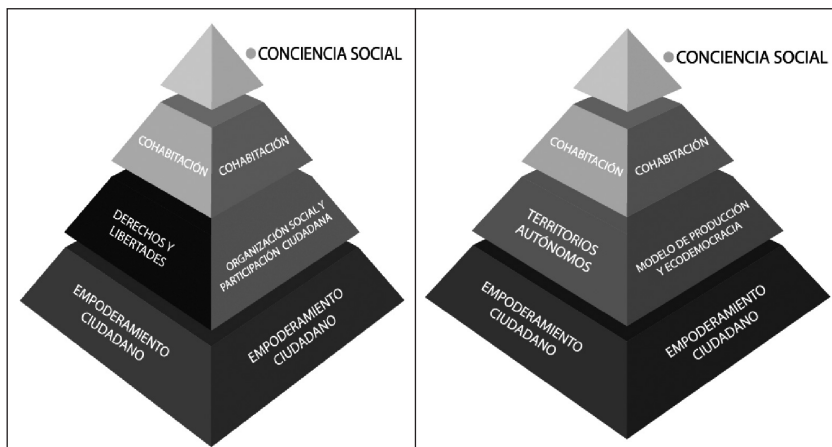 CONCIENCIA SOCIAL
COHABITACIÓN
COHABITACIÓN
DERECHOS Y
LIBERTADES
ORGANIZACIÓN SOCIAL Y
PARTICIPACIÓN CIUDADANA
EMPODERAMIENTO
CIUDADANO
EMPODERAMIENTO
CIUDADANO
CONCIENCIA SOCIAL
COHABITACIÓN
COHABITACIÓN
TERRITORIOS
AUTÓNOMOS
MODELO DE PRODUCCIÓN
Y ECODEMOCRACIA
EMPODERAMIENTO
CIUDADANO
EMPODERAMIENTO
CIUDADANO